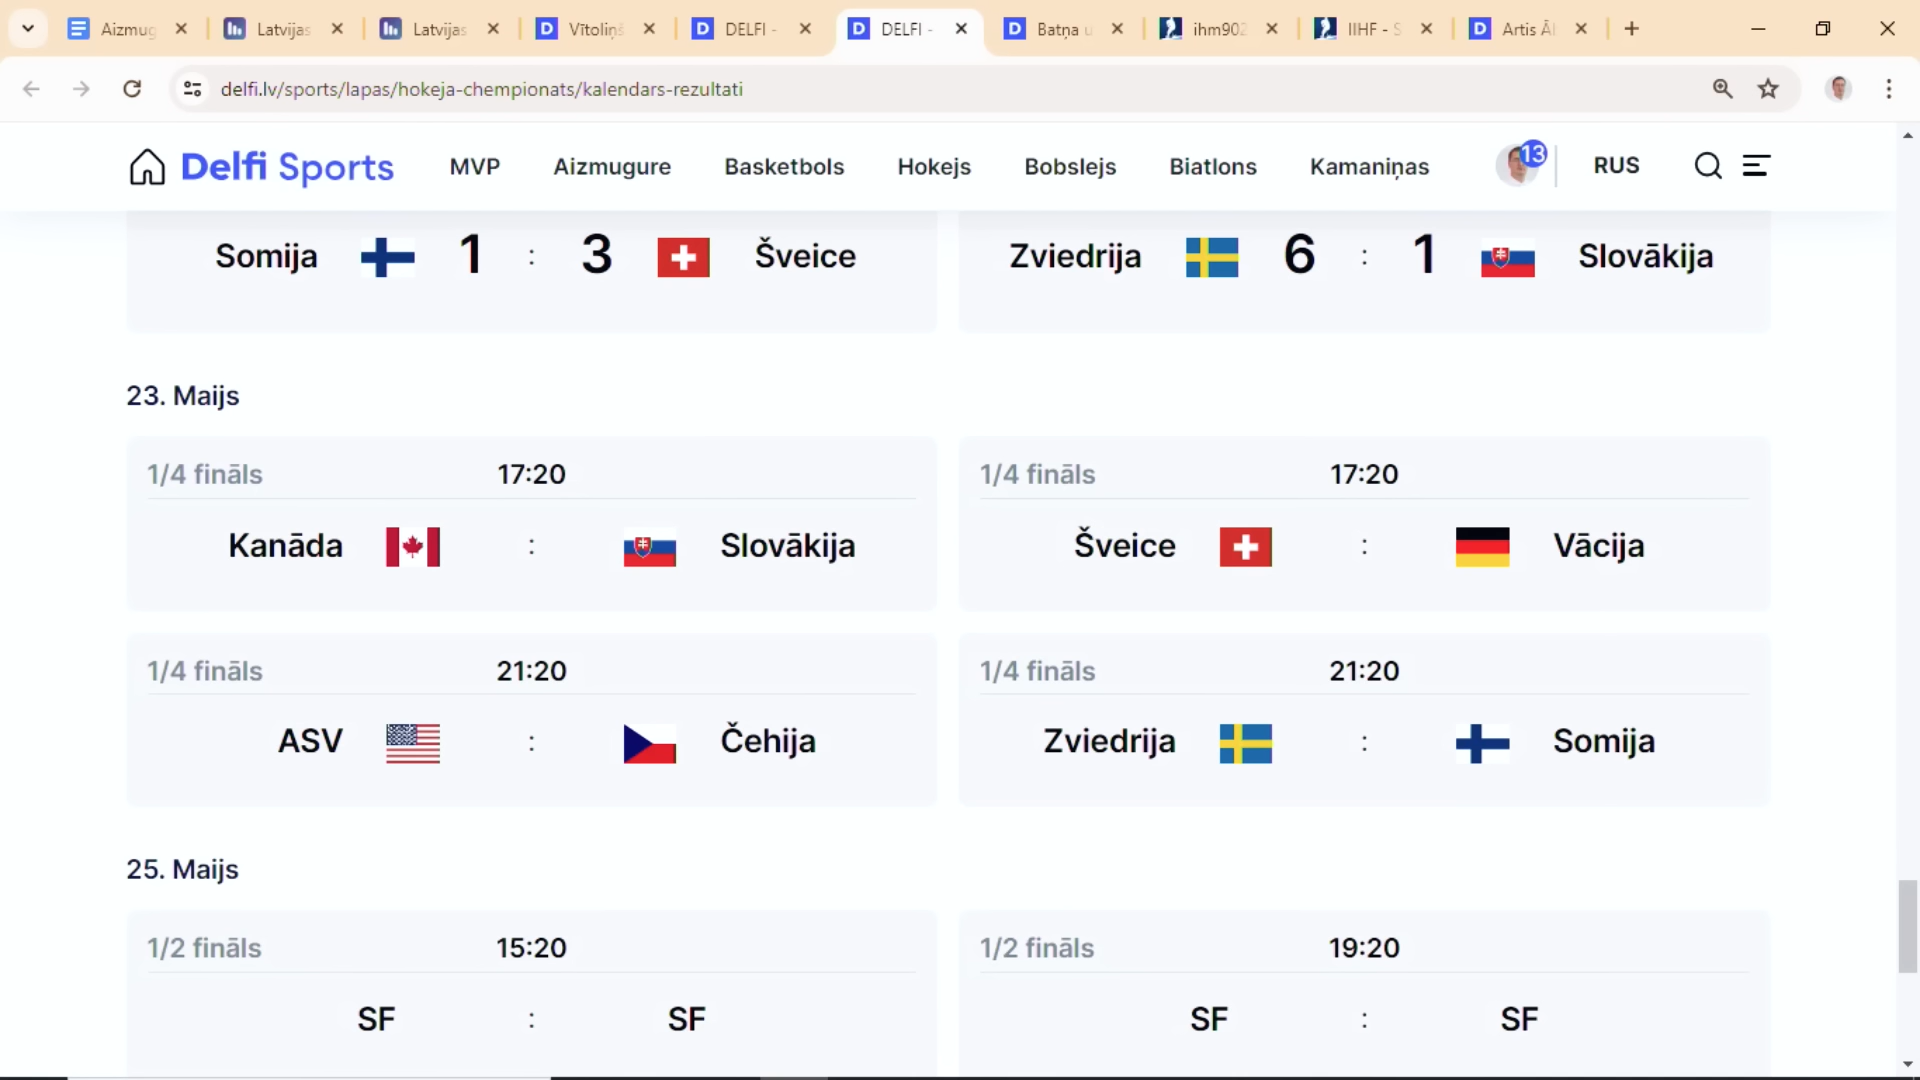 Aizmug
Latvijas
Latvijas
Vītoliņš
DELFI -
DELFI -
Batņa u
ihm902
IIHF - S
Artis Āb
delfi.lv/sports/lapas/hokeja-chempionats/kalendars-rezultati
Delfi Sports MVP Aizmugure Basketbols Hokejs Bobslejs Biatlons Kamaniņas 13 RUS
Somija 1 : 3 Šveice
Zviedrija 6 : 1 Slovākija
23. Maijs
1/4 fināls 17:20
Kanāda : Slovākija
1/4 fināls 17:20
Šveice : Vācija
1/4 fināls 21:20
ASV : Čehija
1/4 fināls 21:20
Zviedrija : Somija
25. Maijs
1/2 fināls 15:20
SF : SF
1/2 fināls 19:20
SF : SF